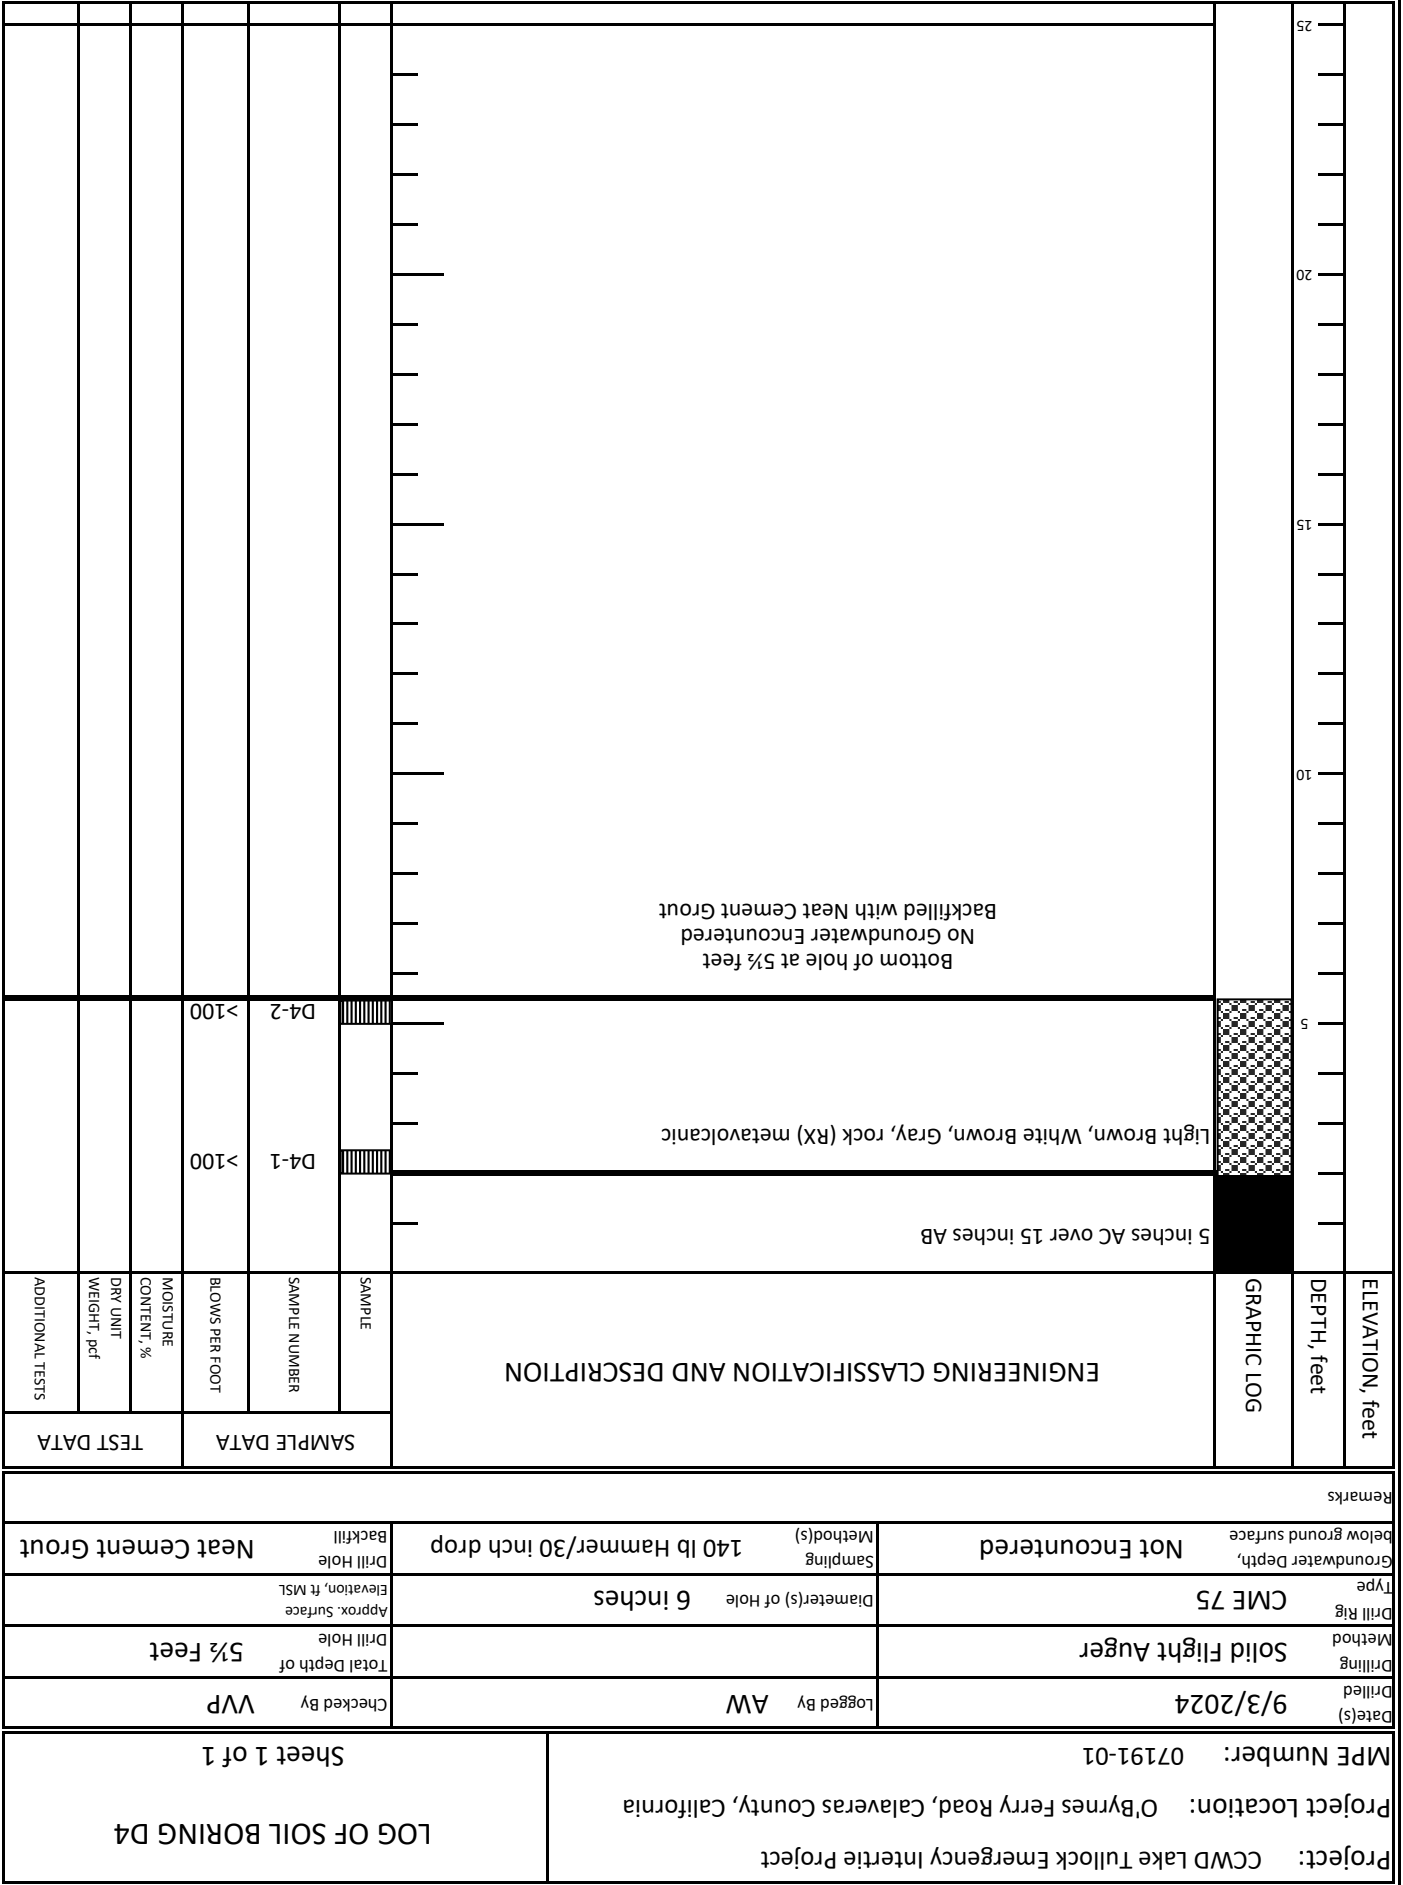 Project: CCWD Lake Tullock Emergency Intertie Project
Project Location: O'Byrnes Ferry Road, Calaveras County, California
MPE Number: 07191-01
LOG OF SOIL BORING D4
Sheet 1 of 1
Date(s)
Drilled
9/3/2024
Logged By
AW
Checked By
VVP
Drilling
Method
Solid Flight Auger
Total Depth of
Drill Hole
5½ Feet
Drill Rig
Type
CME 75
Diameter(s) of Hole
6 inches
Approx. Surface
Elevation, ft MSL
Groundwater Depth,
below ground surface
Not Encountered
Sampling
Method(s)
140 lb Hammer/30 inch drop
Drill Hole
Backfill
Neat Cement Grout
Remarks
ELEVATION, feet
DEPTH, feet
GRAPHIC LOG
ENGINEERING CLASSIFICATION AND DESCRIPTION
SAMPLE DATA
TEST DATA
SAMPLE
SAMPLE NUMBER
BLOWS PER FOOT
MOISTURE
CONTENT, %
DRY UNIT
WEIGHT, pcf
ADDITIONAL TESTS
5 inches AC over 15 inches AB
Light Brown, White Brown, Gray, rock (RX) metavolcanic
D4-1
>100
5
D4-2
>100
Bottom of hole at 5½ feet
No Groundwater Encountered
Backfilled with Neat Cement Grout
10
15
20
25